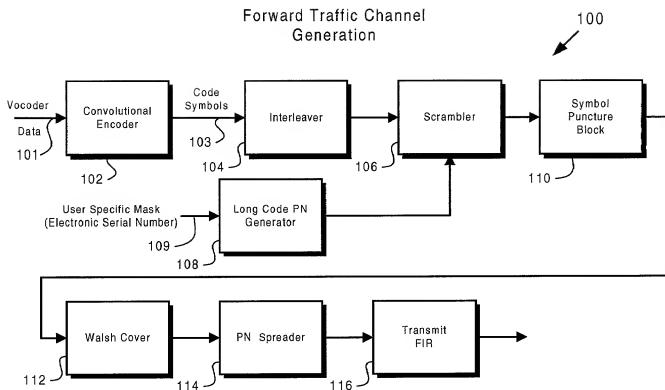 Forward Traffic Channel
Generation
100
Vocoder
Data
101
Convolutional
Encoder
102
Code
Symbols
103
Interleaver
104
Scrambler
106
Symbol
Puncture
Block
110
User Specific Mask
(Electronic Serial Number)
109
Long Code PN
Generator
108
Walsh Cover
112
PN Spreader
114
Transmit
FIR
116